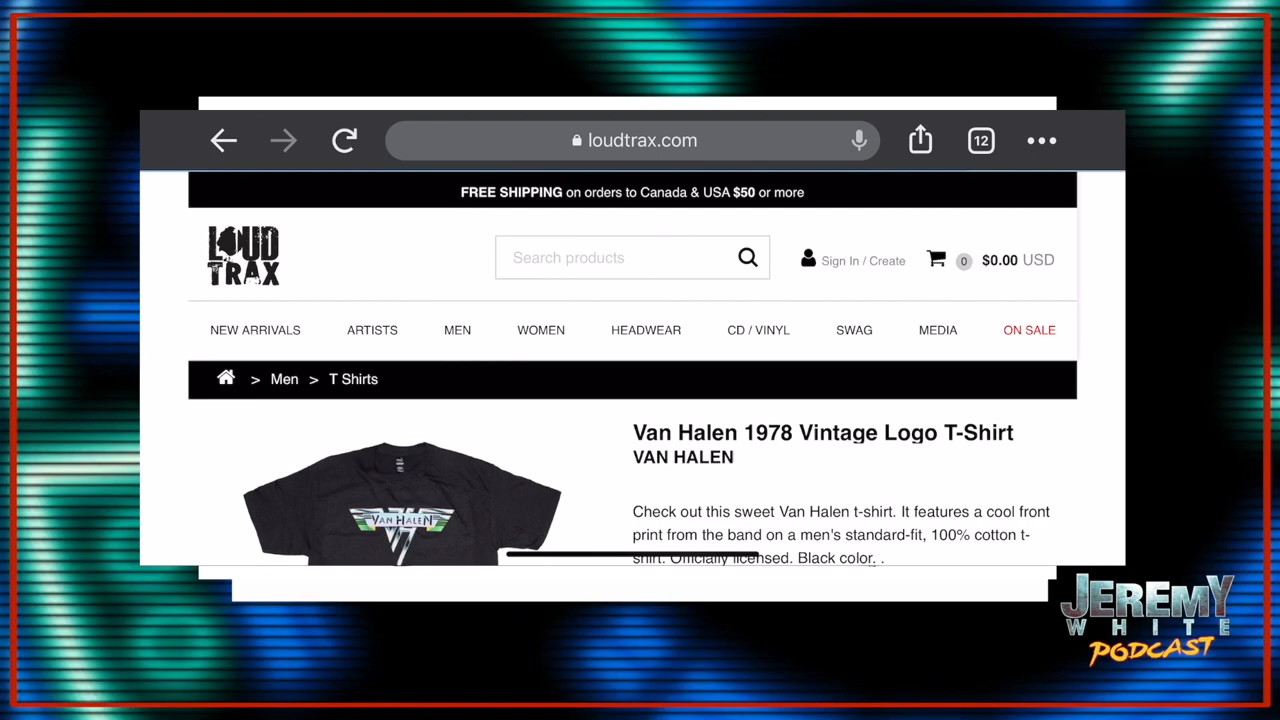 loudtrax.com
12
FREE SHIPPING on orders to Canada & USA $50 or more
LOUD
TRAX
Search products
Sign In / Create
0
$0.00 USD
NEW ARRIVALS
ARTISTS
MEN
WOMEN
HEADWEAR
CD / VINYL
SWAG
MEDIA
ON SALE
> Men > T Shirts
Van Halen 1978 Vintage Logo T-Shirt
VAN HALEN
VAN HALEN
Check out this sweet Van Halen t-shirt. It features a cool front
print from the band on a men's standard-fit, 100% cotton t-
shirt. Officially licensed. Black color. .
JEREMY
WHITE
PODCAST